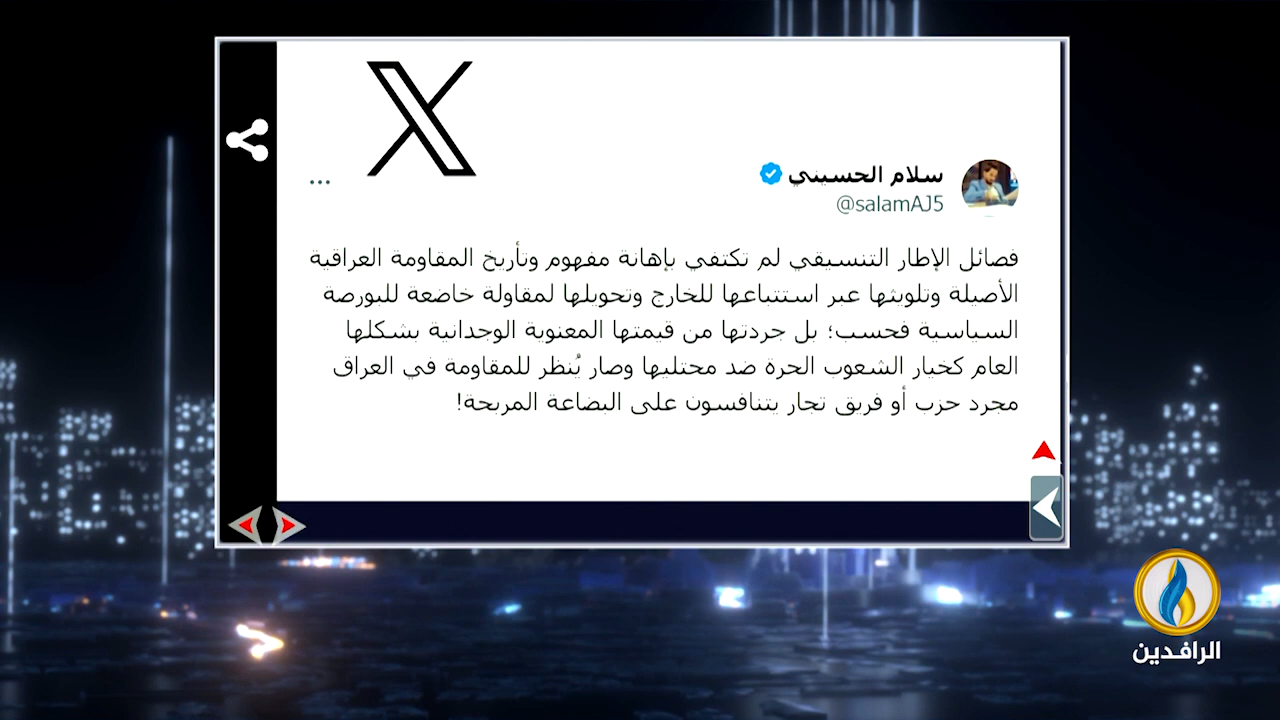 سلام الحسيني
@salamAJ5
فصائل الإطار التنسيقي لم تكتفي بإهانة مفهوم وتأريخ المقاومة العراقية
الأصيلة وتلويثها عبر استتباعها للخارج وتحويلها لمقاولة خاضعة للبورصة
السياسية فحسب؛ بل جردتها من قيمتها المعنوية الوجدانية بشكلها
العام كخيار الشعوب الحرة ضد محتليها وصار يُنظر للمقاومة في العراق
مجرد حزب أو فريق تجار يتنافسون على البضاعة المربحة!
الرافدين